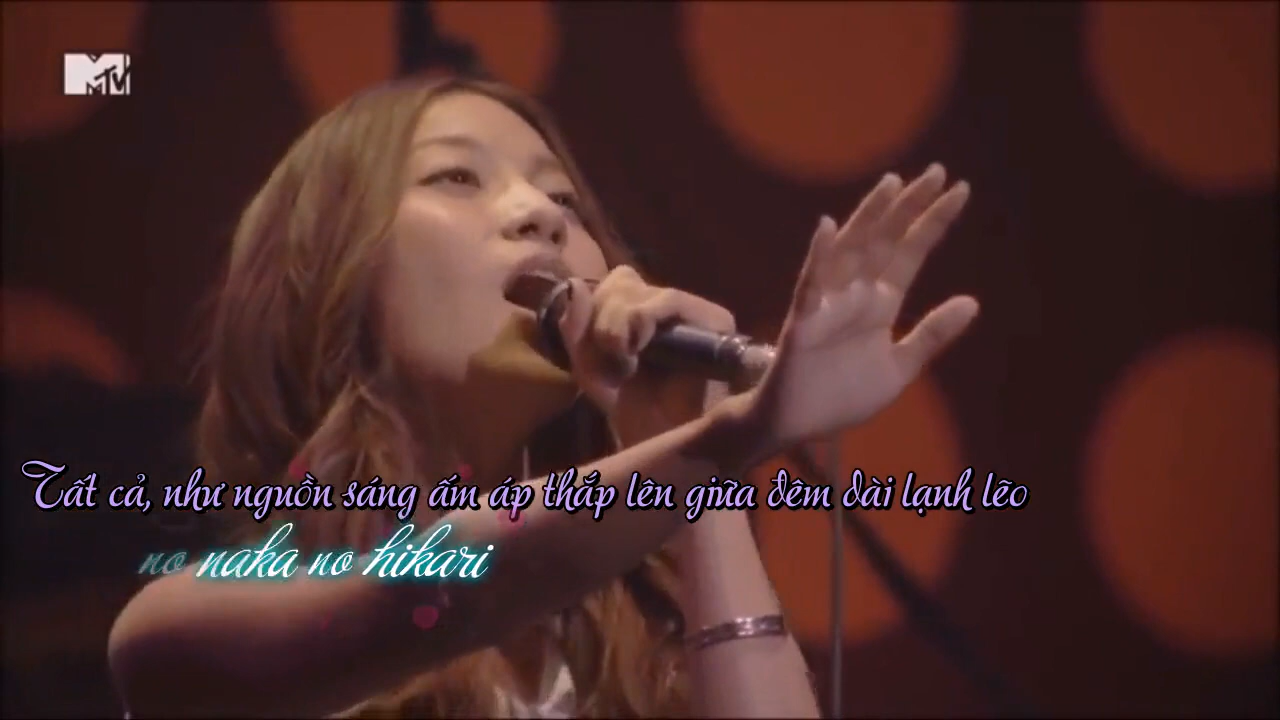 MTV
Tất cả, như nguồn sáng ấm áp thắp lên giữa đêm dài lạnh lẽo
no naka no hikari